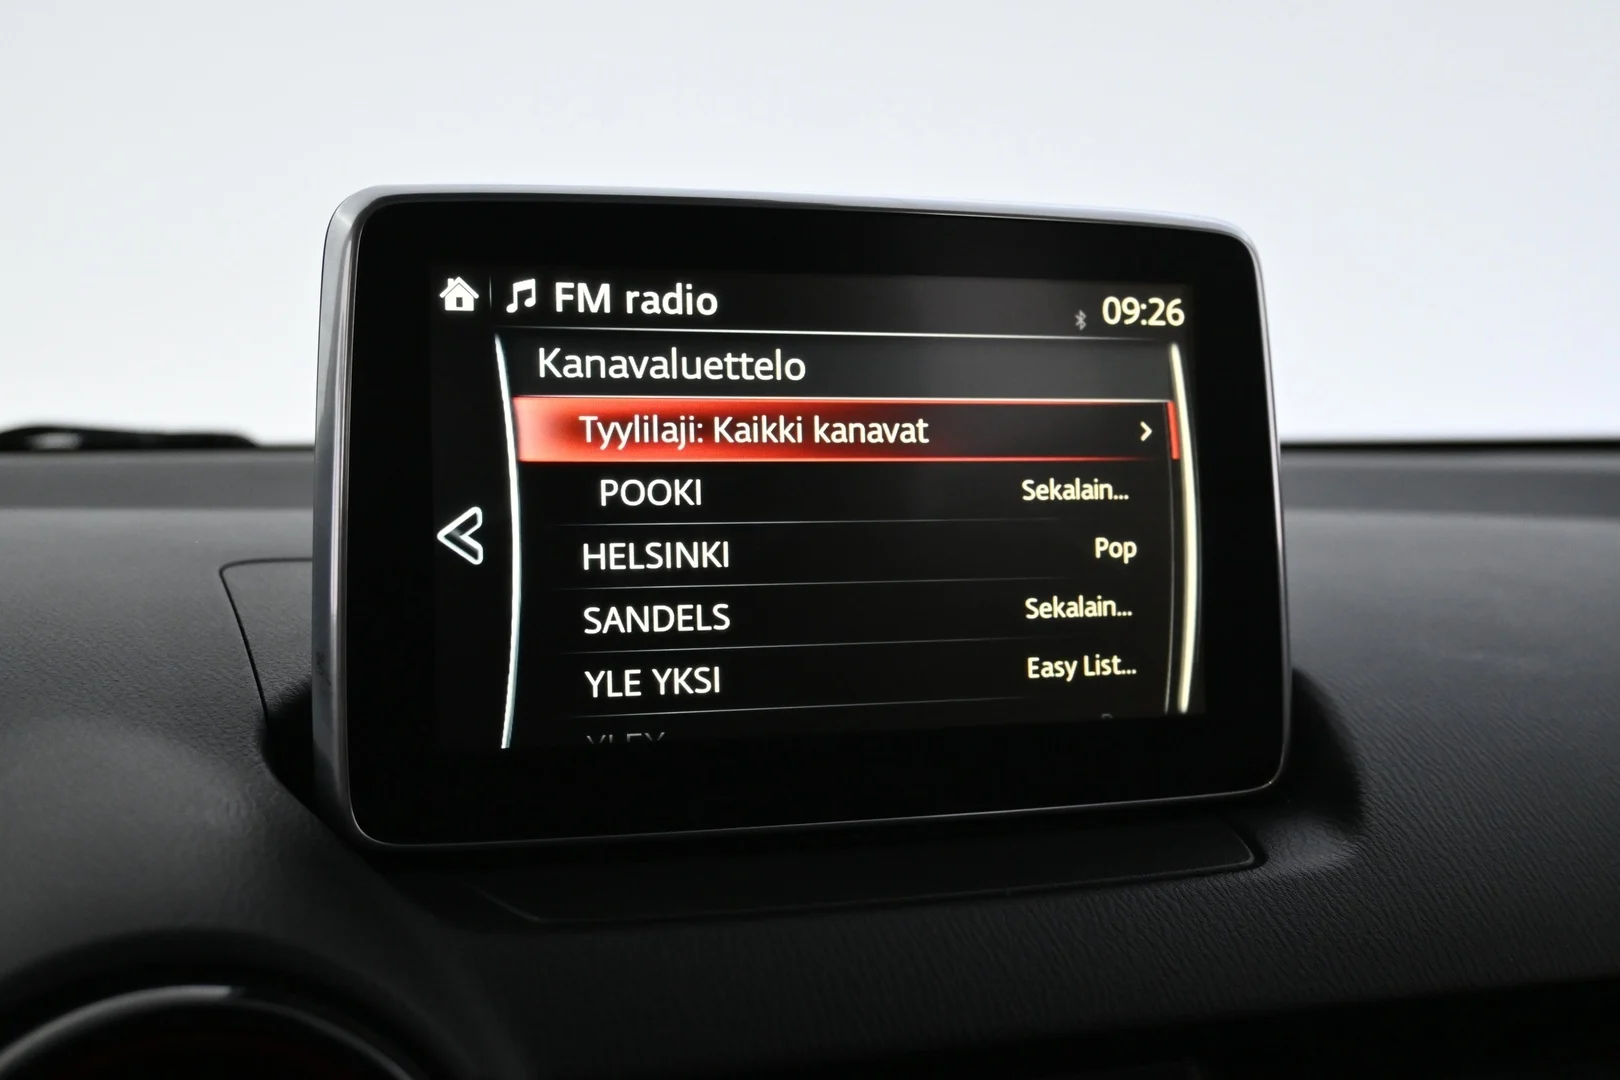 FM radio
09:26
Kanavaluettelo
Tyylilaji: Kaikki kanavat
POOKI Sekalain...
HELSINKI Pop
SANDELS Sekalain...
YLE YKSI Easy List...